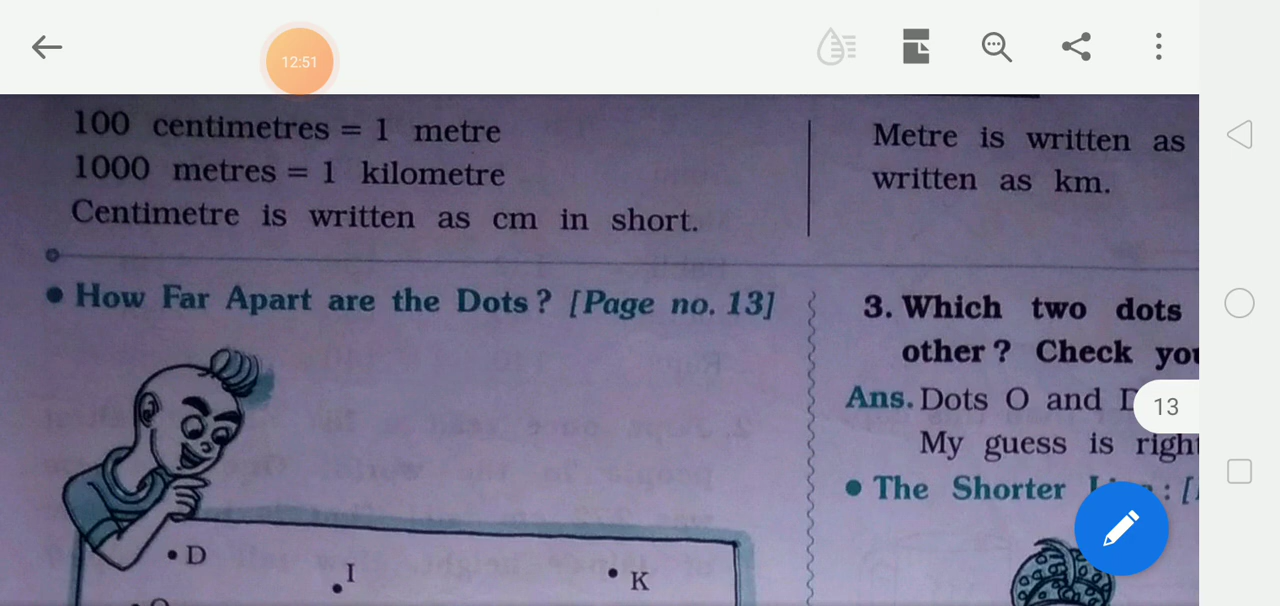 12:51
100 centimetres = 1 metre
1000 metres = 1 kilometre
Centimetre is written as cm in short.
Metre is written as
written as km.
• How Far Apart are the Dots? [Page no. 13]
• D
• I
• K
3. Which two dots
other? Check you
Ans. Dots O and D
My guess is right
• The Shorter : [
13